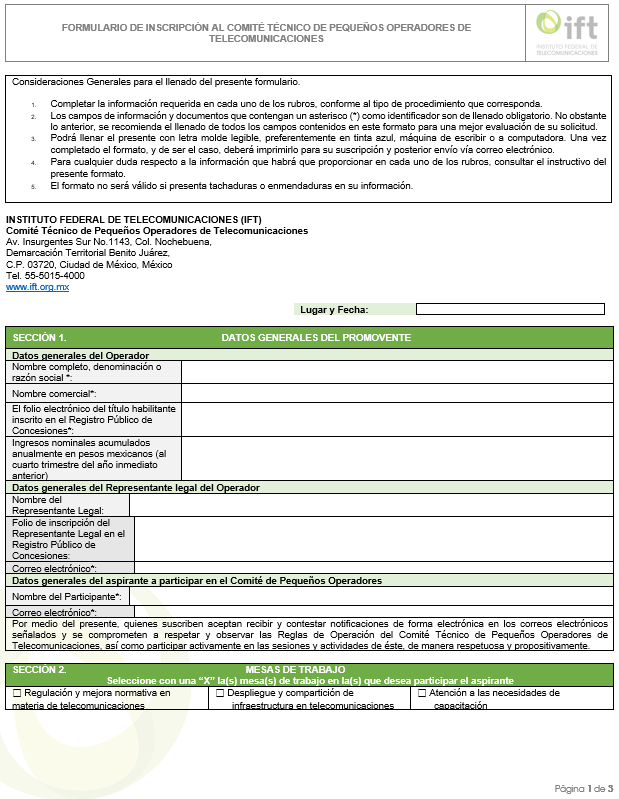 FORMULARIO DE INSCRIPCIÓN AL COMITÉ TÉCNICO DE PEQUEÑOS OPERADORES DE
TELECOMUNICACIONES
ift
INSTITUTO FEDERAL DE
TELECOMUNICACIONES
Consideraciones Generales para el llenado del presente formulario.
1. Completar la información requerida en cada uno de los rubros, conforme al tipo de procedimiento que corresponda.
2. Los campos de información y documentos que contengan un asterisco (*) como identificador son de llenado obligatorio. No obstante
lo anterior, se recomienda el llenado de todos los campos contenidos en este formato para una mejor evaluación de su solicitud.
3. Podrá llenar el presente con letra molde legible, preferentemente en tinta azul, máquina de escribir o a computadora. Una vez
completado el formato, y de ser el caso, deberá imprimirlo para su suscripción y posterior envío vía correo electrónico.
4. Para cualquier duda respecto a la información que habrá que proporcionar en cada uno de los rubros, consultar el instructivo del
presente formato.
5. El formato no será válido si presenta tachaduras o enmendaduras en su información.
INSTITUTO FEDERAL DE TELECOMUNICACIONES (IFT)
Comité Técnico de Pequeños Operadores de Telecomunicaciones
Av. Insurgentes Sur No.1143, Col. Nochebuena,
Demarcación Territorial Benito Juárez,
C.P. 03720, Ciudad de México, México
Tel. 55-5015-4000
www.ift.org.mx
Lugar y Fecha:
SECCIÓN 1. DATOS GENERALES DEL PROMOVENTE
Datos generales del Operador
Nombre completo, denominación o
razón social *:
Nombre comercial*:
El folio electrónico del título habilitante
inscrito en el Registro Público de
Concesiones*:
Ingresos nominales acumulados
anualmente en pesos mexicanos (al
cuarto trimestre del año inmediato
anterior)
Datos generales del Representante legal del Operador
Nombre del
Representante Legal:
Folio de inscripción del
Representante Legal en el
Registro Público de
Concesiones:
Correo electrónico*:
Datos generales del aspirante a participar en el Comité de Pequeños Operadores
Nombre del Participante*:
Correo electrónico*:
Por medio del presente, quienes suscriben aceptan recibir y contestar notificaciones de forma electrónica en los correos electrónicos
señalados y se comprometen a respetar y observar las Reglas de Operación del Comité Técnico de Pequeños Operadores de
Telecomunicaciones, así como participar activamente en las sesiones y actividades de éste, de manera respetuosa y propositivamente.
SECCIÓN 2. MESAS DE TRABAJO
Seleccione con una “X” la(s) mesa(s) de trabajo en la(s) que desea participar el aspirante
☐ Regulación y mejora normativa en
materia de telecomunicaciones
☐ Despliegue y compartición de
infraestructura en telecomunicaciones
☐ Atención a las necesidades de
capacitación
Página 1 de 3